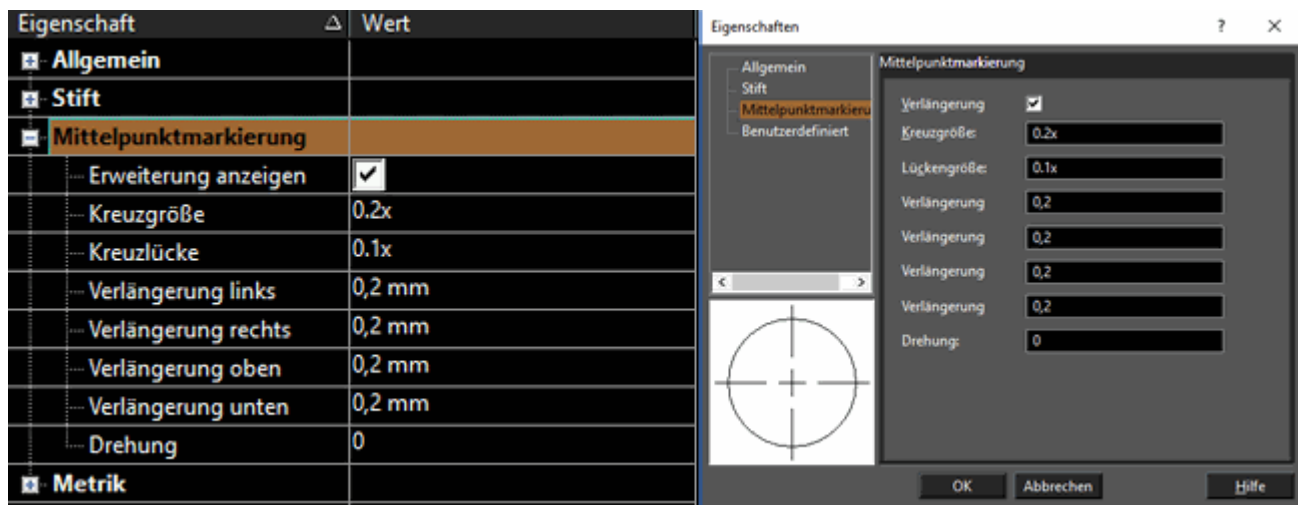 Eigenschaft Wert
Allgemein
Stift
Mittelpunktmarkierung
Erweiterung anzeigen
Kreuzgröße 0.2x
Kreuzlücke 0.1x
Verlängerung links 0,2 mm
Verlängerung rechts 0,2 mm
Verlängerung oben 0,2 mm
Verlängerung unten 0,2 mm
Drehung 0
Metrik
Eigenschaften ? ×
Allgemein
Stift
Mittelpunktmarkieru
Benutzerdefiniert
Mittelpunktmarkierung
Verlängerung
Kreuzgröße: 0.2x
Lückengröße: 0.1x
Verlängerung 0,2
Verlängerung 0,2
Verlängerung 0,2
Verlängerung 0,2
Drehung: 0
OK Abbrechen Hilfe